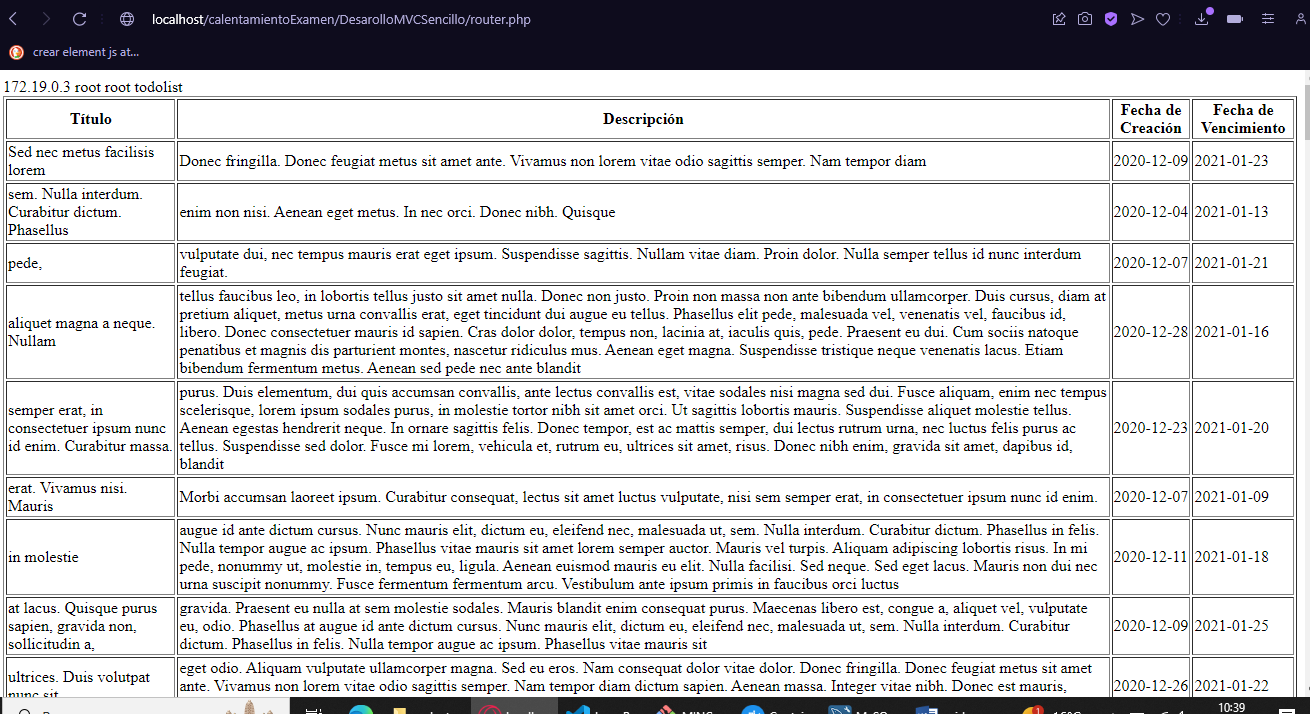 localhost/calentamientoExamen/DesarolloMVCSencillo/router.php
crear element js at...
172.19.0.3 root root todolist
Título
Descripción
Fecha de
Creación
Fecha de
Vencimiento
Sed nec metus facilisis
lorem
Donec fringilla. Donec feugiat metus sit amet ante. Vivamus non lorem vitae odio sagittis semper. Nam tempor diam
2020-12-09
2021-01-23
sem. Nulla interdum.
Curabitur dictum.
Phasellus
enim non nisi. Aenean eget metus. In nec orci. Donec nibh. Quisque
2020-12-04
2021-01-13
pede,
vulputate dui, nec tempus mauris erat eget ipsum. Suspendisse sagittis. Nullam vitae diam. Proin dolor. Nulla semper tellus id nunc interdum
feugiat.
2020-12-07
2021-01-21
aliquet magna a neque.
Nullam
tellus faucibus leo, in lobortis tellus justo sit amet nulla. Donec non justo. Proin non massa non ante bibendum ullamcorper. Duis cursus, diam at
pretium aliquet, metus urna convallis erat, eget tincidunt dui augue eu tellus. Phasellus elit pede, malesuada vel, venenatis vel, faucibus id,
libero. Donec consectetuer mauris id sapien. Cras dolor dolor, tempus non, lacinia at, iaculis quis, pede. Praesent eu dui. Cum sociis natoque
penatibus et magnis dis parturient montes, nascetur ridiculus mus. Aenean eget magna. Suspendisse tristique neque venenatis lacus. Etiam
bibendum fermentum metus. Aenean sed pede nec ante blandit
2020-12-28
2021-01-16
semper erat, in
consectetuer ipsum nunc
id enim. Curabitur massa.
purus. Duis elementum, dui quis accumsan convallis, ante lectus convallis est, vitae sodales nisi magna sed dui. Fusce aliquam, enim nec tempus
scelerisque, lorem ipsum sodales purus, in molestie tortor nibh sit amet orci. Ut sagittis lobortis mauris. Suspendisse aliquet molestie tellus.
Aenean egestas hendrerit neque. In ornare sagittis felis. Donec tempor, est ac mattis semper, dui lectus rutrum urna, nec luctus felis purus ac
tellus. Suspendisse sed dolor. Fusce mi lorem, vehicula et, rutrum eu, ultrices sit amet, risus. Donec nibh enim, gravida sit amet, dapibus id,
blandit
2020-12-23
2021-01-20
erat. Vivamus nisi.
Mauris
Morbi accumsan laoreet ipsum. Curabitur consequat, lectus sit amet luctus vulputate, nisi sem semper erat, in consectetuer ipsum nunc id enim.
2020-12-07
2021-01-09
in molestie
augue id ante dictum cursus. Nunc mauris elit, dictum eu, eleifend nec, malesuada ut, sem. Nulla interdum. Curabitur dictum. Phasellus in felis.
Nulla tempor augue ac ipsum. Phasellus vitae mauris sit amet lorem semper auctor. Mauris vel turpis. Aliquam adipiscing lobortis risus. In mi
pede, nonummy ut, molestie in, tempus eu, ligula. Aenean euismod mauris eu elit. Nulla facilisi. Sed neque. Sed eget lacus. Mauris non dui nec
urna suscipit nonummy. Fusce fermentum fermentum arcu. Vestibulum ante ipsum primis in faucibus orci luctus
2020-12-11
2021-01-18
at lacus. Quisque purus
sapien, gravida non,
sollicitudin a,
gravida. Praesent eu nulla at sem molestie sodales. Mauris blandit enim consequat purus. Maecenas libero est, congue a, aliquet vel, vulputate
eu, odio. Phasellus at augue id ante dictum cursus. Nunc mauris elit, dictum eu, eleifend nec, malesuada ut, sem. Nulla interdum. Curabitur
dictum. Phasellus in felis. Nulla tempor augue ac ipsum. Phasellus vitae mauris sit
2020-12-09
2021-01-25
ultrices. Duis volutpat
nunc sit
eget odio. Aliquam vulputate ullamcorper magna. Sed eu eros. Nam consequat dolor vitae dolor. Donec fringilla. Donec feugiat metus sit amet
ante. Vivamus non lorem vitae odio sagittis semper. Nam tempor diam dictum sapien. Aenean massa. Integer vitae nibh. Donec est mauris,
2020-12-26
2021-01-22
10:39